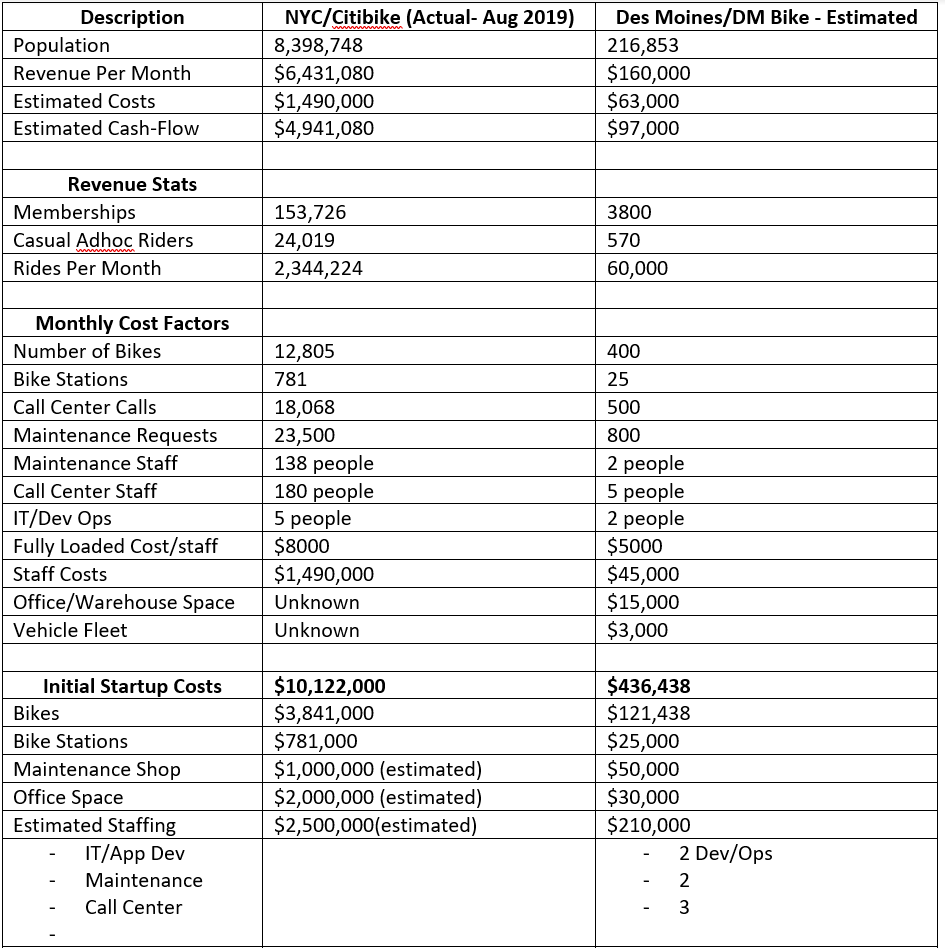 Description NYC/Citibike (Actual- Aug 2019) Des Moines/DM Bike - Estimated
Population 8,398,748 216,853
Revenue Per Month $6,431,080 $160,000
Estimated Costs $1,490,000 $63,000
Estimated Cash-Flow $4,941,080 $97,000
Revenue Stats
Memberships 153,726 3800
Casual Adhoc Riders 24,019 570
Rides Per Month 2,344,224 60,000
Monthly Cost Factors
Number of Bikes 12,805 400
Bike Stations 781 25
Call Center Calls 18,068 500
Maintenance Requests 23,500 800
Maintenance Staff 138 people 2 people
Call Center Staff 180 people 5 people
IT/Dev Ops 5 people 2 people
Fully Loaded Cost/staff $8000 $5000
Staff Costs $1,490,000 $45,000
Office/Warehouse Space Unknown $15,000
Vehicle Fleet Unknown $3,000
Initial Startup Costs $10,122,000 $436,438
Bikes $3,841,000 $121,438
Bike Stations $781,000 $25,000
Maintenance Shop $1,000,000 (estimated) $50,000
Office Space $2,000,000 (estimated) $30,000
Estimated Staffing $2,500,000(estimated) $210,000
- IT/App Dev - 2 Dev/Ops
- Maintenance - 2
- Call Center - 3
-